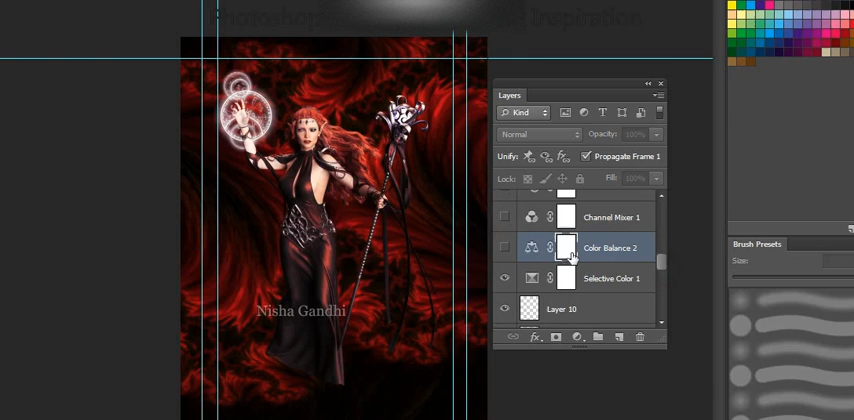 Photoshop Inspiration
Layers
Kind
Normal
Opacity: 100%
Unify:
Propagate Frame 1
Lock:
Fill: 100%
Channel Mixer 1
Color Balance 2
Selective Color 1
Layer 10
Brush Presets
Size:
Nisha Gandhi